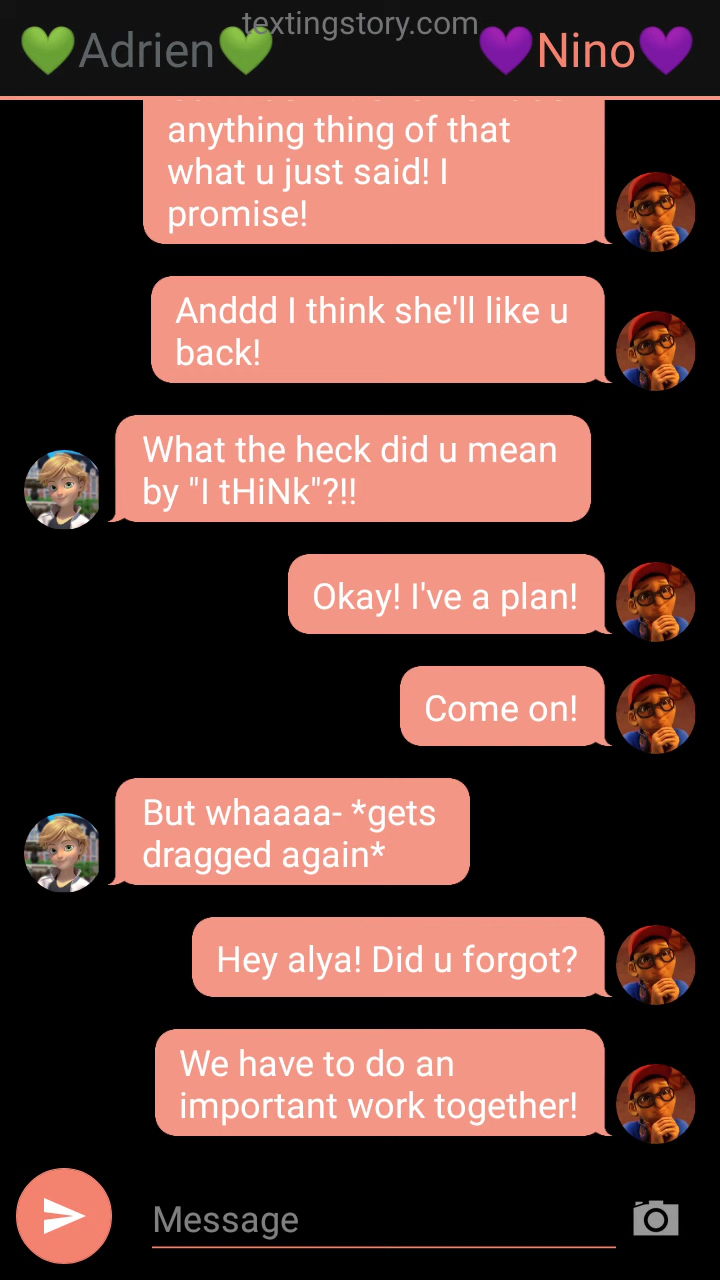 textingstory.com
💚Adrien💚
💜Nino💜
anything thing of that
what u just said! I
promise!
Anddd I think she'll like u
back!
What the heck did u mean
by "I tHiNk"?!!
Okay! I've a plan!
Come on!
But whaaaa- *gets
dragged again*
Hey alya! Did u forgot?
We have to do an
important work together!
Message